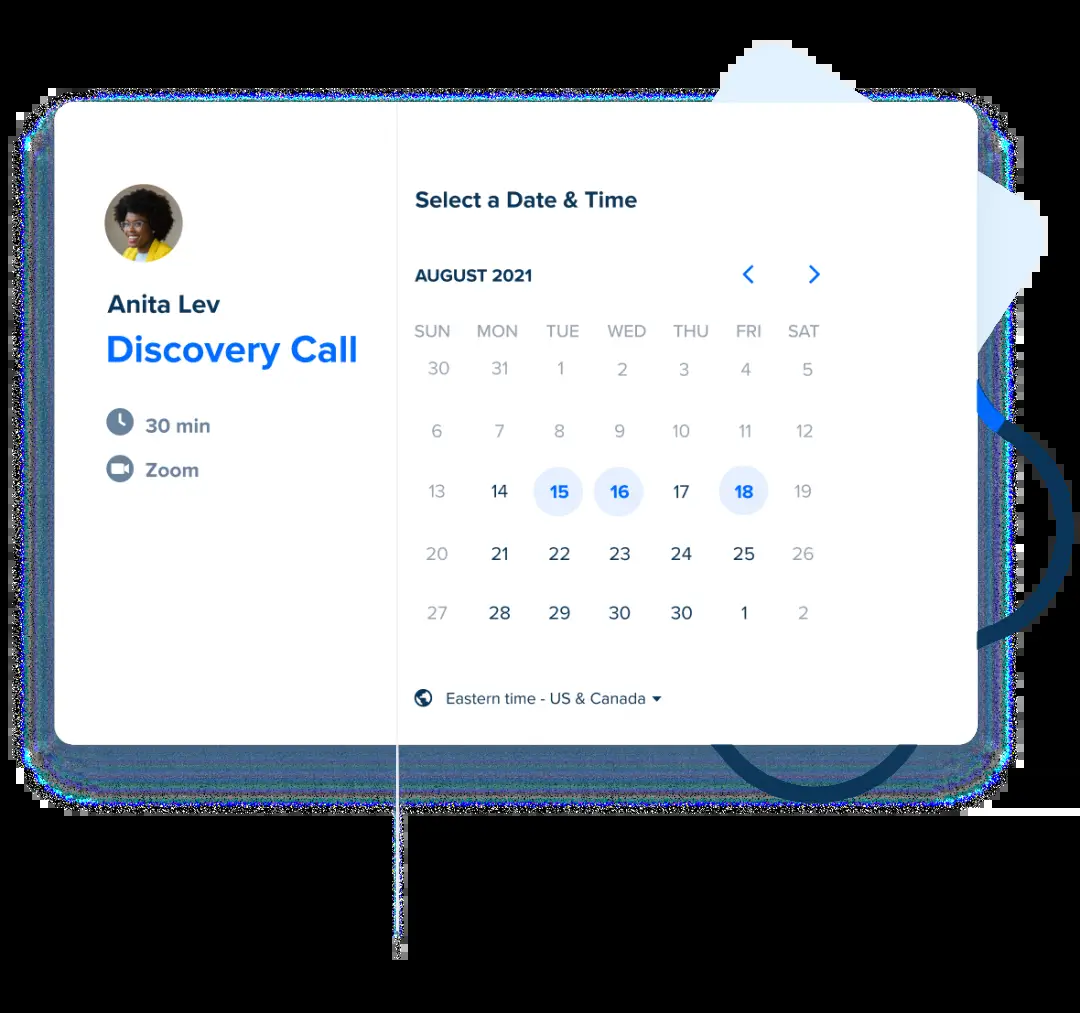 Anita Lev
Discovery Call
30 min
Zoom
Select a Date & Time
AUGUST 2021
SUN MON TUE WED THU FRI SAT
30 31 1 2 3 4 5
6 7 8 9 10 11 12
13 14 15 16 17 18 19
20 21 22 23 24 25 26
27 28 29 30 30 1 2
Eastern time - US & Canada